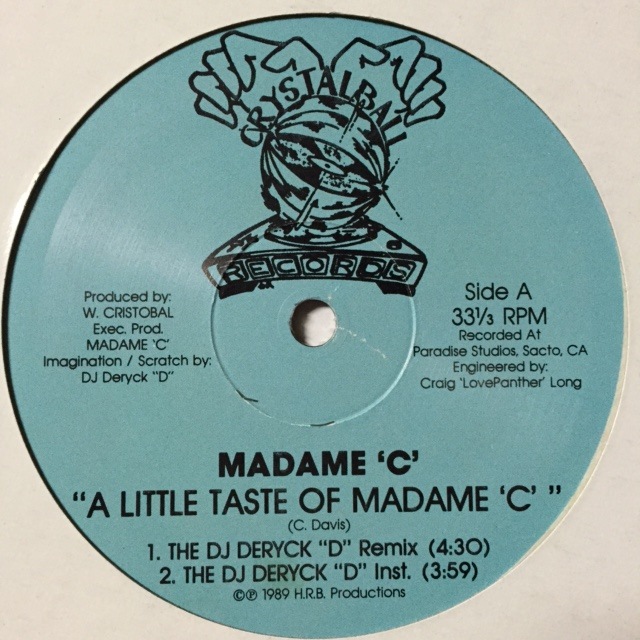 CRYSTALBALL
RECORDS
Produced by:
W. CRISTOBAL
Exec. Prod.
MADAME 'C'
Imagination / Scratch by:
DJ Deryck "D"
Side A
33⅓ RPM
Recorded At
Paradise Studios, Sacto, CA
Engineered by:
Craig 'LovePanther' Long
MADAME 'C'
"A LITTLE TASTE OF MADAME 'C' "
(C. Davis)
1. THE DJ DERYCK "D" Remix (4:30)
2. THE DJ DERYCK "D" Inst. (3:59)
©℗ 1989 H.R.B. Productions